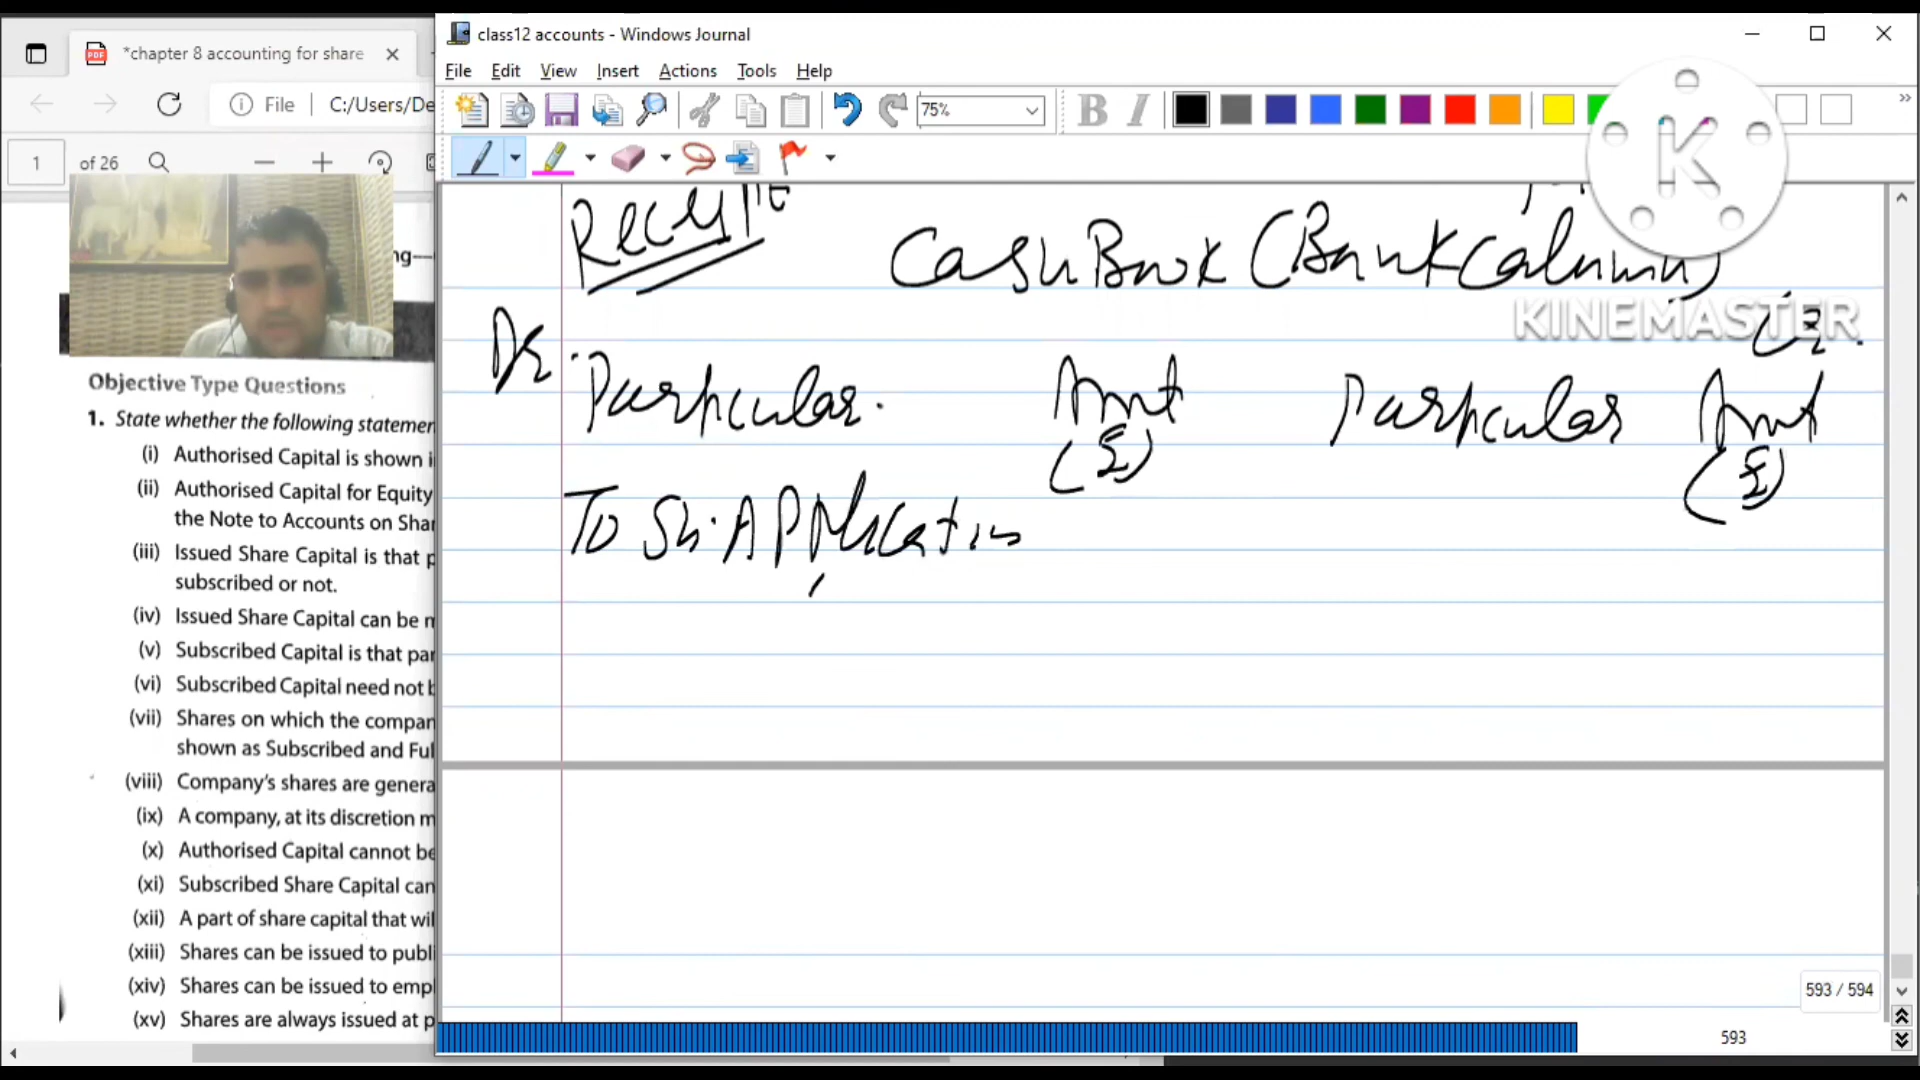 *chapter 8 accounting for share
File
C:/Users/De
1
of 26
ng—
Objective Type Questions
1. State whether the following statemen
(i) Authorised Capital is shown i
(ii) Authorised Capital for Equity
the Note to Accounts on Shar
(iii) Issued Share Capital is that p
subscribed or not.
(iv) Issued Share Capital can be m
(v) Subscribed Capital is that par
(vi) Subscribed Capital need not b
(vii) Shares on which the compan
shown as Subscribed and Ful
(viii) Company's shares are genera
(ix) A company, at its discretion m
(x) Authorised Capital cannot be
(xi) Subscribed Share Capital can
(xii) A part of share capital that wil
(xiii) Shares can be issued to publi
(xiv) Shares can be issued to empl
(xv) Shares are always issued at p
class12 accounts - Windows Journal
File Edit View Insert Actions Tools Help
75%
B I
K
KINEMASTER
Receipt
Cash Book (Bank Column)
Dr. Cr.
Particular. Amt Particular Amt
(₹) (₹)
To Sh. Application
593 / 594
593